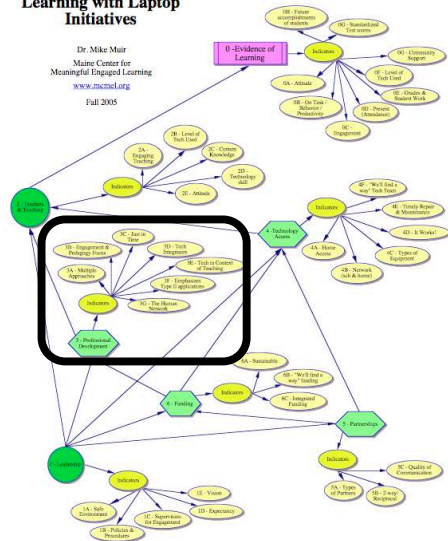 Learning with Laptop
Initiatives
Dr. Mike Muir
Maine Center for
Meaningful Engaged Learning
www.mcmel.org
Fall 2005
0 -Evidence of
Learning
Indicators
0H - Future
accomplishments
of students
0G - Standardized
Test scores
0G - Community
Support
0F - Level of
Tech Used
0E - Grades &
Student Work
0D - Present
(Attendance)
0C -
Engagement
0B - On Task /
Behavior /
Productivity
0A - Attitude
2 - Teachers
& Teaching
Indicators
2A -
Engaging
Teaching
2B - Level of
Tech Used
2C - Content
Knowledge
2D -
Technology
skill
2E - Attitude
3 - Professional
Development
Indicators
3A - Multiple
Approaches
3B - Engagement &
Pedagogy Focus
3C - Just in
Time
3D - Tech
Integrators
3E - Tech in Context
of Teaching
3F - Emphasizes
Type II applications
3G - The Human
Network
4 -Technology
Access
Indicators
4F - "We'll find a
way" Tech Team
4E - Timely Repair
& Maintenance
4D - It Works!
4C - Types of
Equipment
4B - Network
(sch & home)
4A - Home
Access
6 - Funding
Indicators
6A - Sustainable
6B - "We'll find a
way" funding
6C - Integrated
Funding
5 - Partnerships
Indicators
5A - Types
of Partners
5B - 2-way/
Reciprocal
5C - Quality of
Communication
1 - Leadership
Indicators
1A - Safe
Environment
1B - Policies &
Procedures
1C - Supervision
for Engagement
1D - Expectancy
1E - Vision